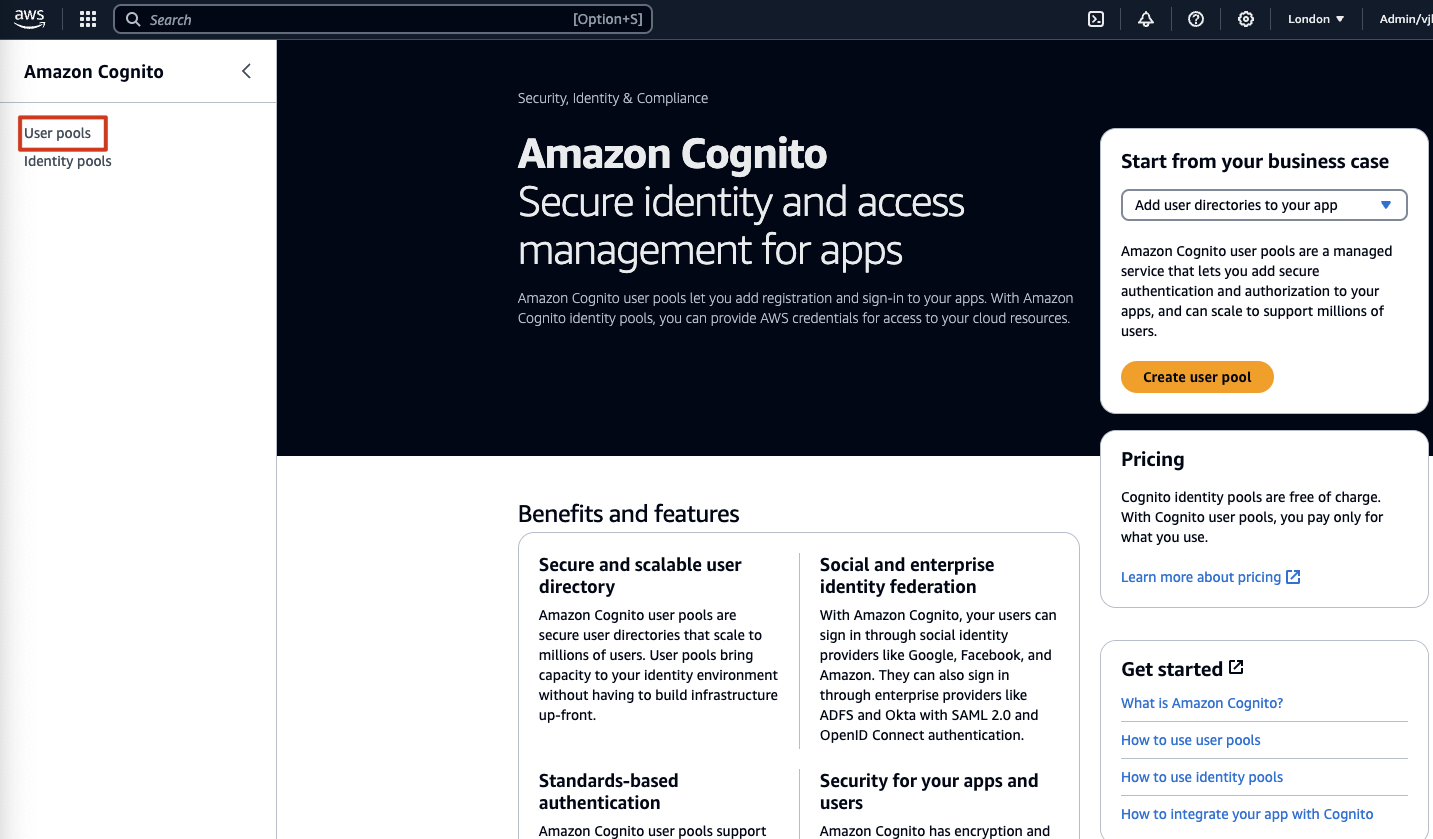 aws
Search
[Option+S]
London
Admin/vjl
Amazon Cognito
User pools
Identity pools
Security, Identity & Compliance
Amazon Cognito
Secure identity and access
management for apps
Amazon Cognito user pools let you add registration and sign-in to your apps. With Amazon
Cognito identity pools, you can provide AWS credentials for access to your cloud resources.
Start from your business case
Add user directories to your app
Amazon Cognito user pools are a managed
service that lets you add secure
authentication and authorization to your
apps, and can scale to support millions of
users.
Create user pool
Pricing
Cognito identity pools are free of charge.
With Cognito user pools, you pay only for
what you use.
Learn more about pricing
Get started
What is Amazon Cognito?
How to use user pools
How to use identity pools
How to integrate your app with Cognito
Benefits and features
Secure and scalable user
directory
Amazon Cognito user pools are
secure user directories that scale to
millions of users. User pools bring
capacity to your identity environment
without having to build infrastructure
up-front.
Social and enterprise
identity federation
With Amazon Cognito, your users can
sign in through social identity
providers like Google, Facebook, and
Amazon. They can also sign in
through enterprise providers like
ADFS and Okta with SAML 2.0 and
OpenID Connect authentication.
Standards-based
authentication
Amazon Cognito user pools support
Security for your apps and
users
Amazon Cognito has encryption and